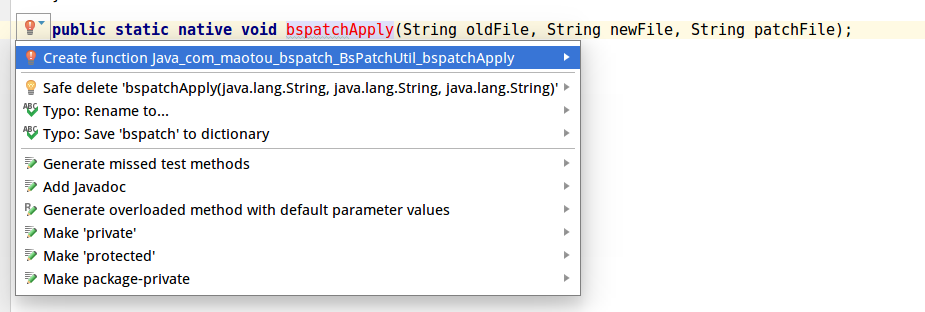 public static native void bspatchApply(String oldFile, String newFile, String patchFile);
Create function Java_com_maotou_bspatch_BsPatchUtil_bspatchApply
Safe delete 'bspatchApply(java.lang.String, java.lang.String, java.lang.String)'
Typo: Rename to...
Typo: Save 'bspatch' to dictionary
Generate missed test methods
Add Javadoc
Generate overloaded method with default parameter values
Make 'private'
Make 'protected'
Make package-private